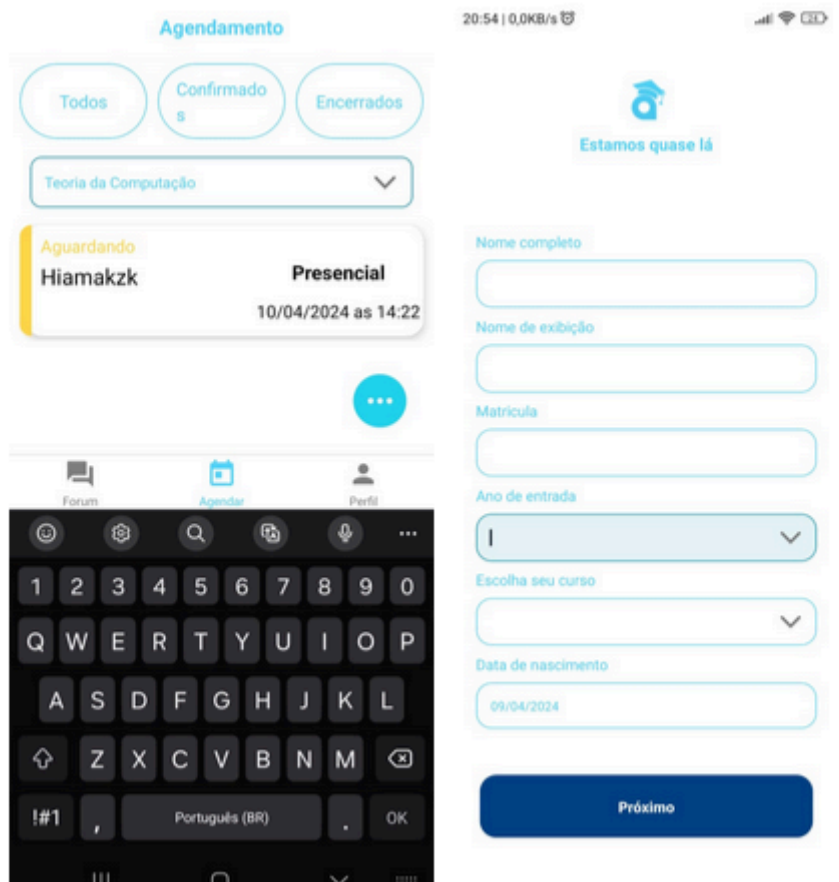 Agendamento
Todos
Confirmado
s
Encerrados
Teoria da Computação
Aguardando
Hiamakzk
Presencial
10/04/2024 as 14:22
Forum
Agendar
Perfil
1 2 3 4 5 6 7 8 9 0
Q W E R T Y U I O P
A S D F G H J K L
Z X C V B N M
!#1 , Português (BR) . OK
20:54 | 0,0KB/s
24
Estamos quase lá
Nome completo
Nome de exibição
Matricula
Ano de entrada
Escolha seu curso
Data de nascimento
09/04/2024
Próximo